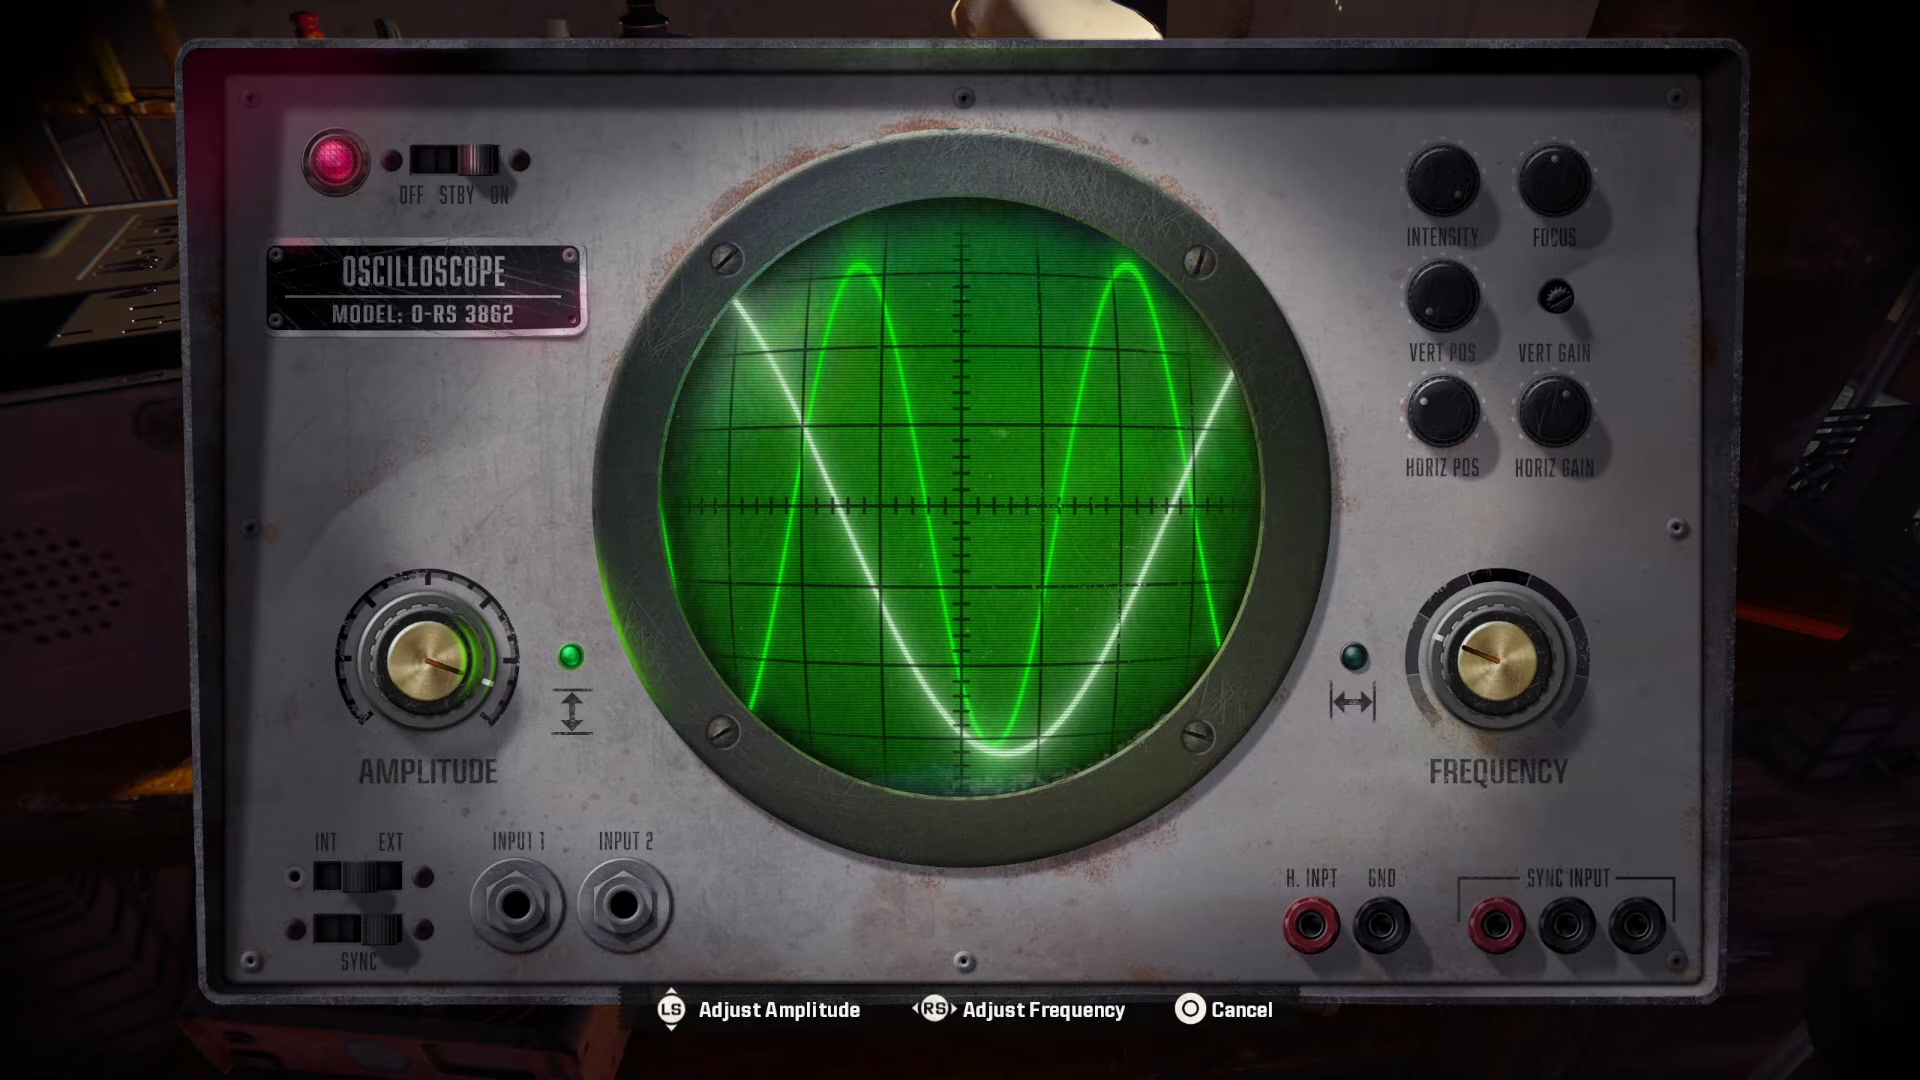 OFF STBY ON
OSCILLOSCOPE
MODEL: O-RS 3862
INTENSITY FOCUS
VERT POS VERT GAIN
HORIZ POS HORIZ GAIN
AMPLITUDE
FREQUENCY
INT EXT
INPUT 1 INPUT 2
SYNC
H. INPT GND
SYNC INPUT
LS Adjust Amplitude
RS Adjust Frequency
Cancel